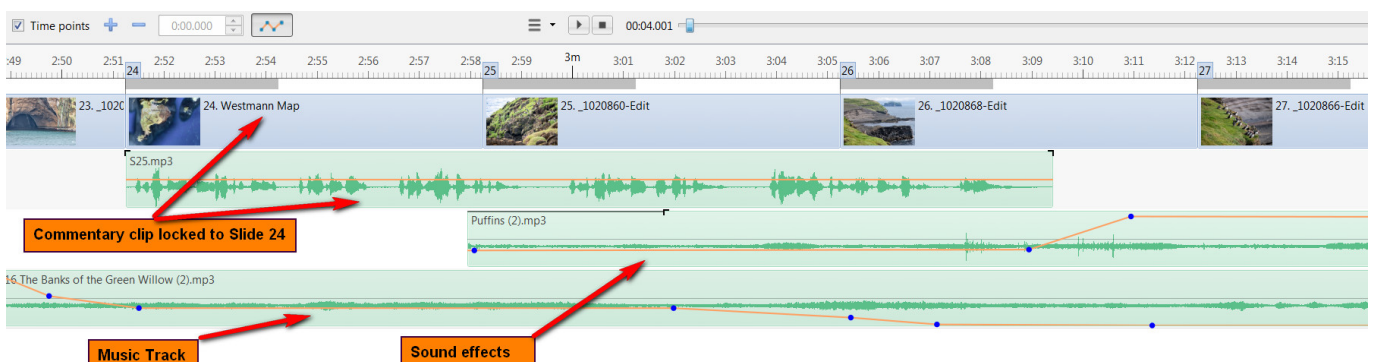 Time points 0:00.000 00:04.001
:49 2:50 2:51 2:52 2:53 2:54 2:55 2:56 2:57 2:58 2:59 3m 3:01 3:02 3:03 3:04 3:05 3:06 3:07 3:08 3:09 3:10 3:11 3:12 3:13 3:14 3:15
24 25 26 27
23. _1020 24. Westmann Map 25. _1020860-Edit 26. _1020868-Edit 27. _1020866-Edit
S25.mp3
Commentary clip locked to Slide 24
Puffins (2).mp3
16 The Banks of the Green Willow (2).mp3
Music Track
Sound effects